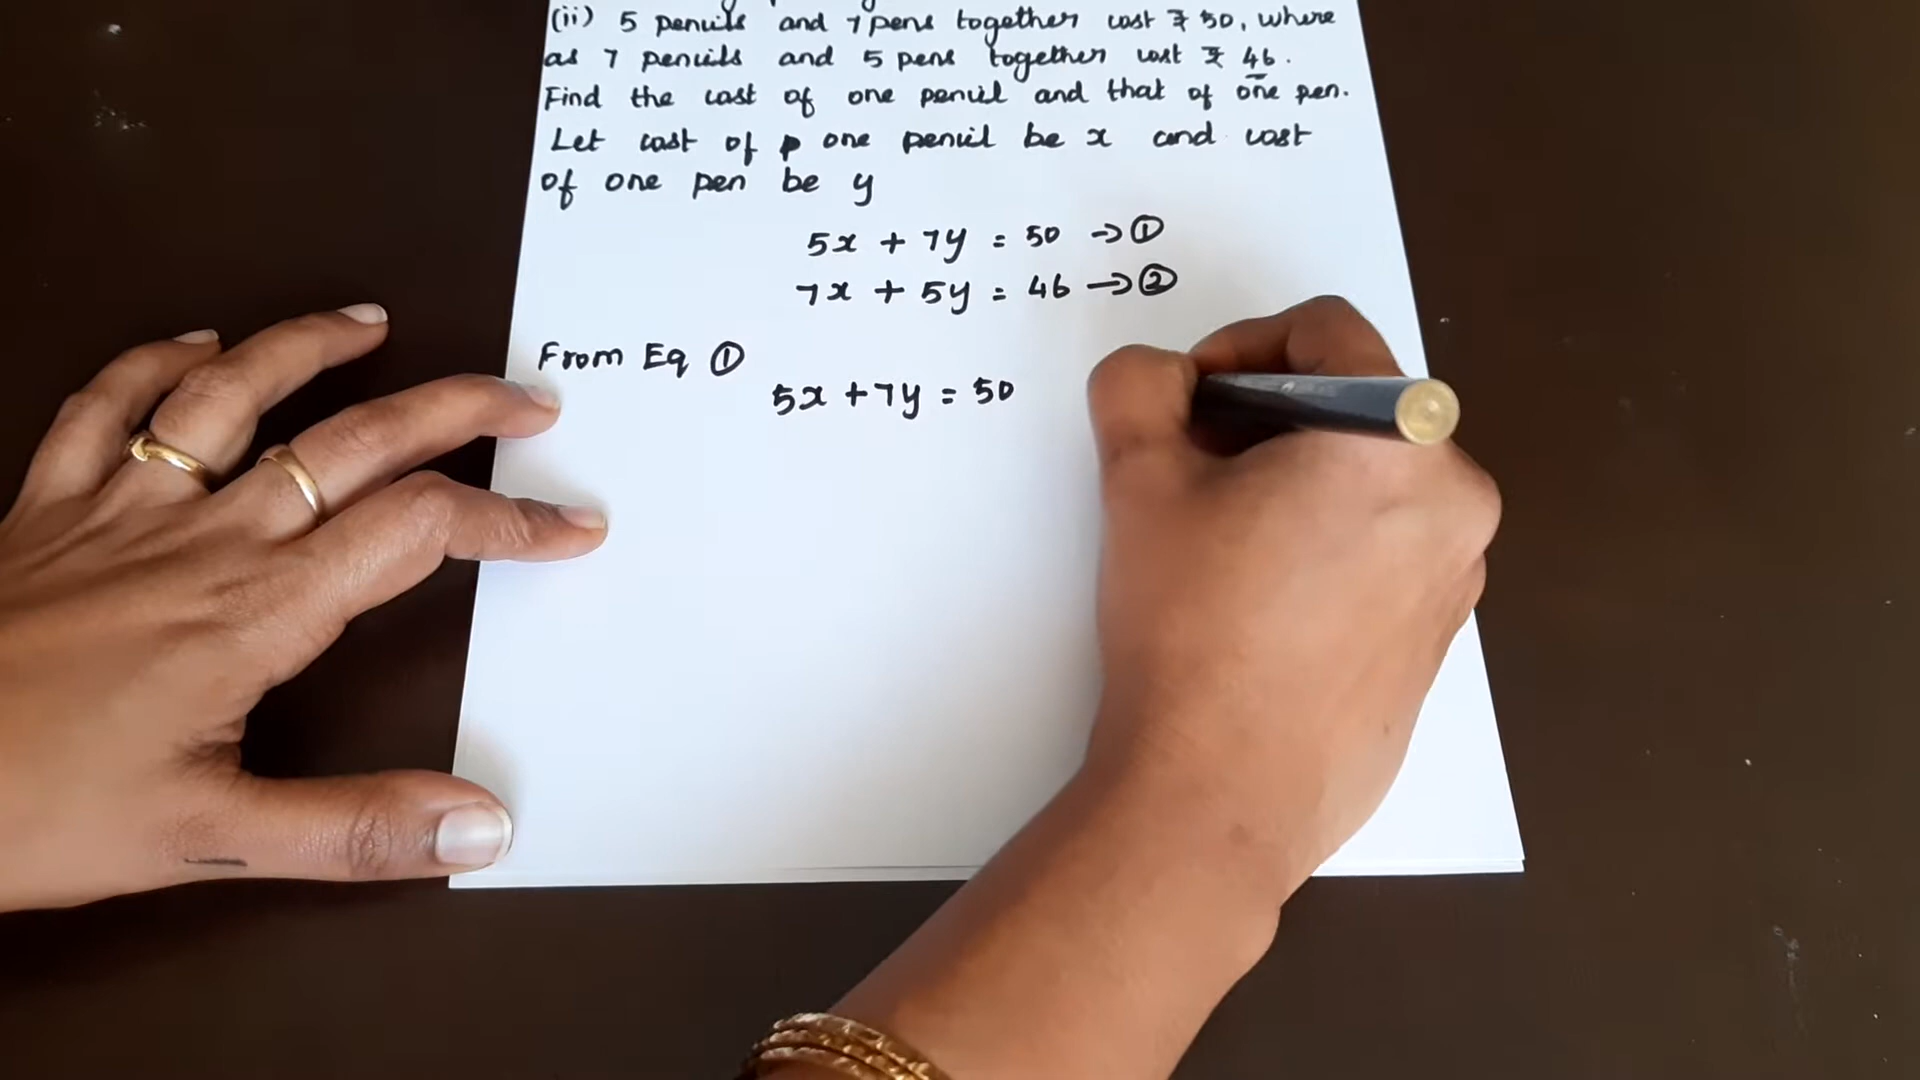 (ii) 5 pencils and 7 pens together cost ₹ 50, where
as 7 pencils and 5 pens together cost ₹ 46.
Find the cost of one pencil and that of one pen.
Let cost of p one pencil be x and cost
of one pen be y
5x + 7y = 50 → ①
7x + 5y = 46 → ②
From Eq ①
5x + 7y = 50